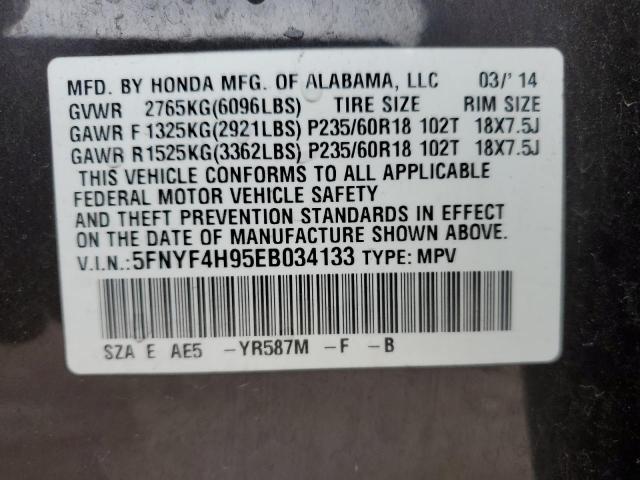 MFD. BY HONDA MFG. OF ALABAMA, LLC 03/'14
GVWR 2765KG(6096LBS) TIRE SIZE RIM SIZE
GAWR F 1325KG(2921LBS) P235/60R18 102T 18X7.5J
GAWR R 1525KG(3362LBS) P235/60R18 102T 18X7.5J
THIS VEHICLE CONFORMS TO ALL APPLICABLE
FEDERAL MOTOR VEHICLE SAFETY
AND THEFT PREVENTION STANDARDS IN EFFECT
ON THE DATE OF MANUFACTURE SHOWN ABOVE.
V.I.N.:5FNYF4H95EB034133 TYPE: MPV
SZA E AE5 -YR587M -F -B